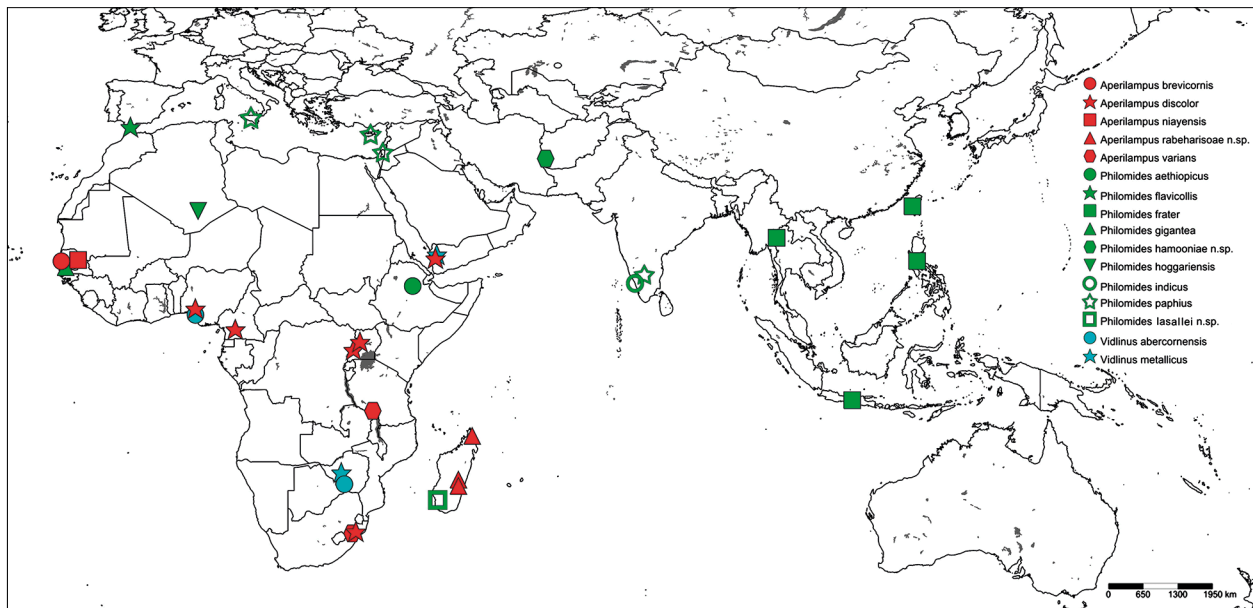 Aperilampus brevicornis
Aperilampus discolor
Aperilampus niayensis
Aperilampus rabeharisoae n.sp.
Aperilampus varians
Philomides aethiopicus
Philomides flavicollis
Philomides frater
Philomides gigantea
Philomides hamooniae n.sp.
Philomides hoggariensis
Philomides indicus
Philomides paphius
Philomides lasallei n.sp.
Vidlinus abercornensis
Vidlinus metallicus
0 650 1300 1950 km